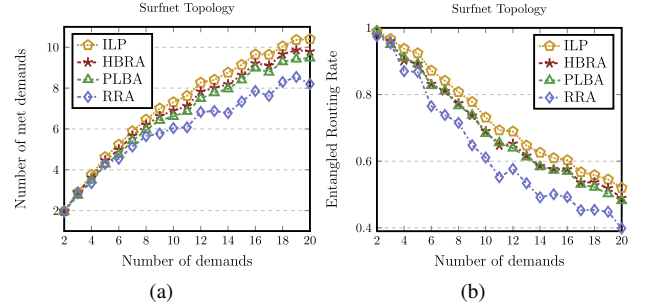 Surfnet Topology
Number of met demands
10
8
6
4
2
ILP
HBRA
PLBA
RRA
2 4 6 8 10 12 14 16 18 20
Number of demands
(a)
Surfnet Topology
Entangled Routing Rate
1
0.8
0.6
0.4
ILP
HBRA
PLBA
RRA
2 4 6 8 10 12 14 16 18 20
Number of demands
(b)